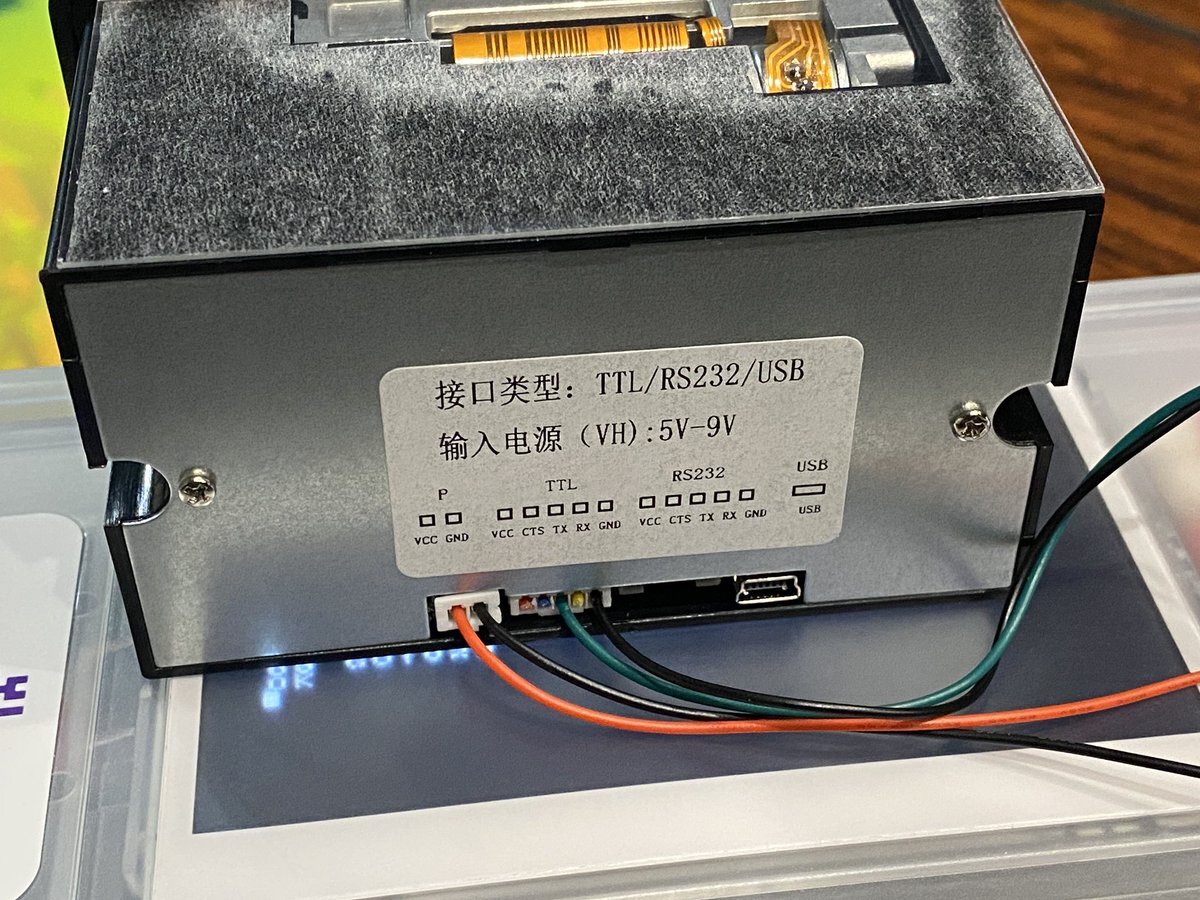 接口类型: TTL/RS232/USB
输入电源 (VH):5V-9V
P TTL RS232 USB
VCC GND VCC CTS TX RX GND VCC CTS TX RX GND USB